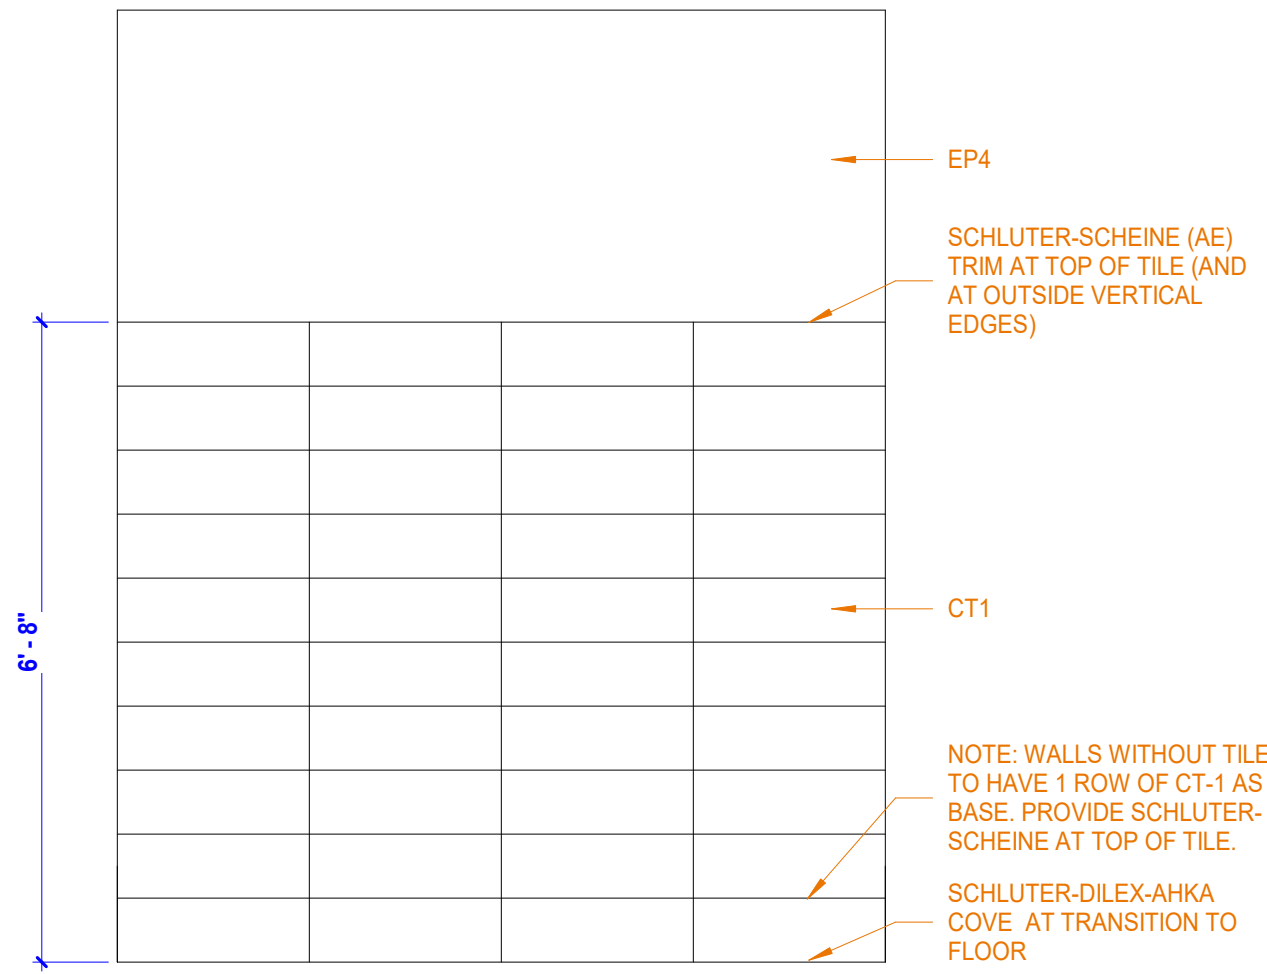 EP4
SCHLUTER-SCHEINE (AE)
TRIM AT TOP OF TILE (AND
AT OUTSIDE VERTICAL
EDGES)
6' - 8"
CT1
NOTE: WALLS WITHOUT TILE
TO HAVE 1 ROW OF CT-1 AS
BASE. PROVIDE SCHLUTER-
SCHEINE AT TOP OF TILE.
SCHLUTER-DILEX-AHKA
COVE AT TRANSITION TO
FLOOR